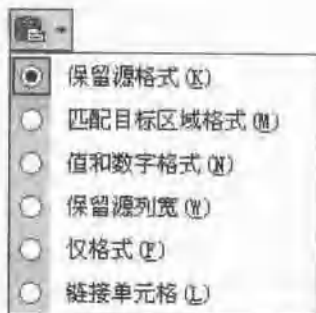 保留源格式(K)
匹配目标区域格式(M)
值和数字格式(N)
保留源列宽(W)
仅格式(F)
链接单元格(L)